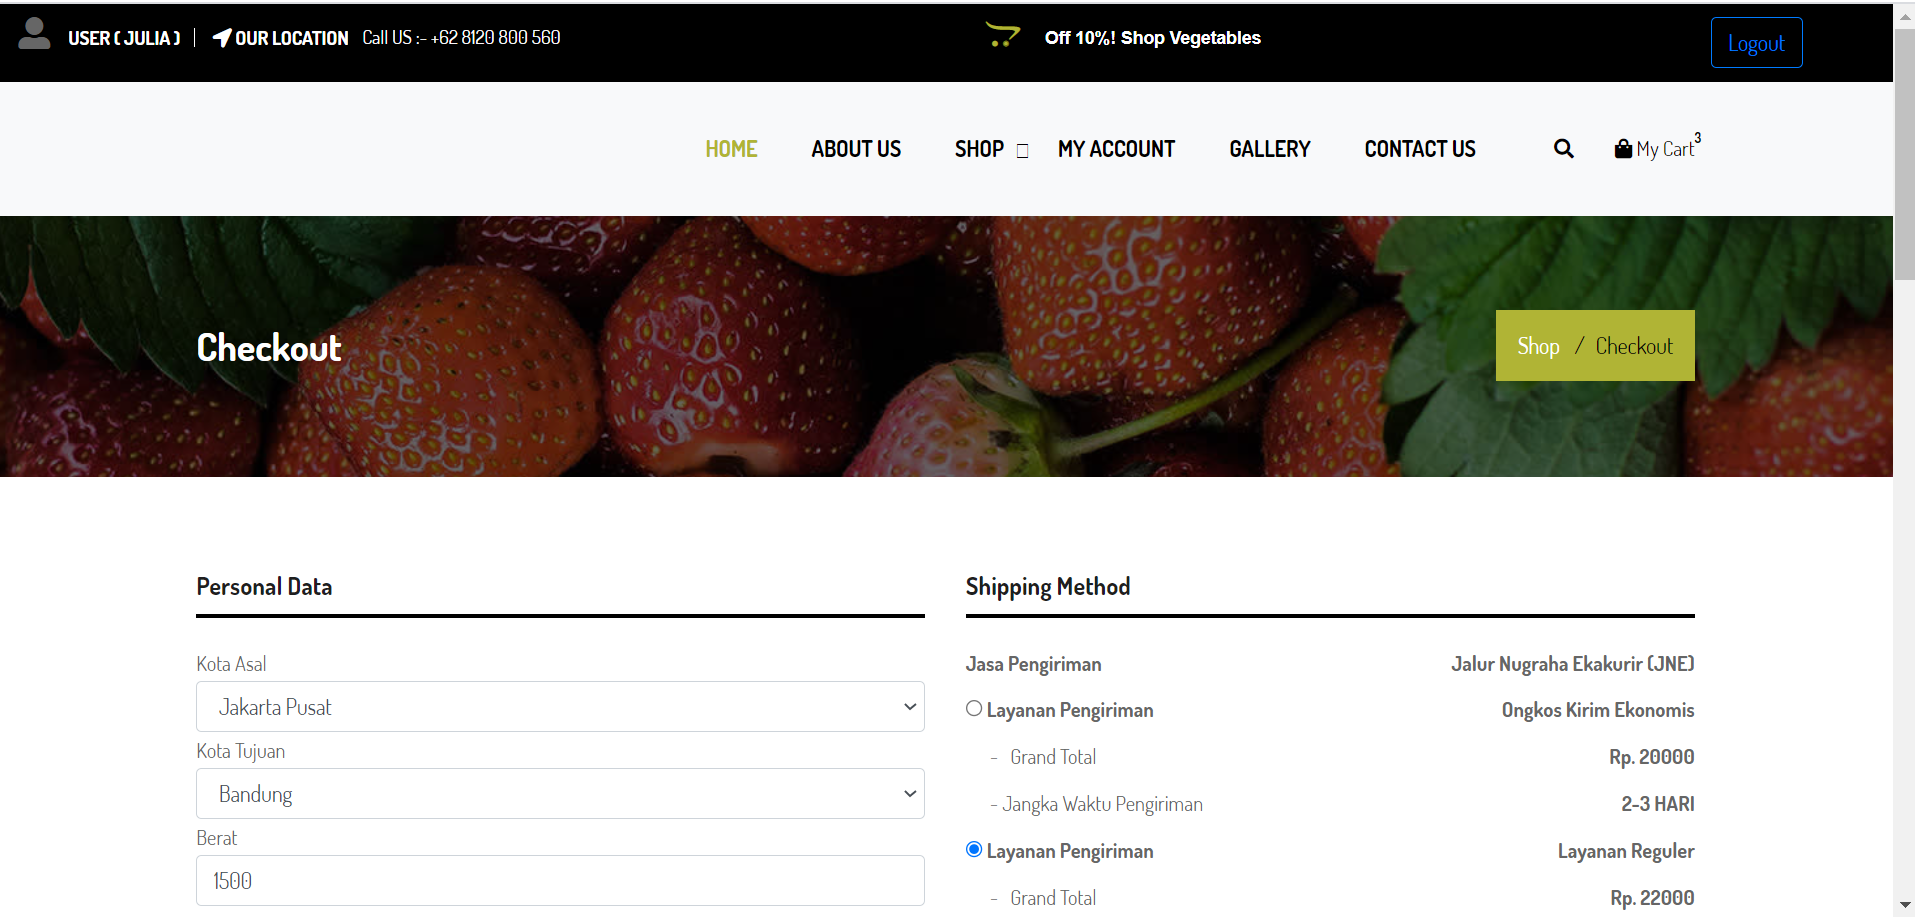 USER ( JULIA ) | OUR LOCATION Call US :- +62 8120 800 560
Off 10%! Shop Vegetables
Logout
HOME ABOUT US SHOP MY ACCOUNT GALLERY CONTACT US My Cart 3
Checkout
Shop / Checkout
Personal Data
Kota Asal
Jakarta Pusat
Kota Tujuan
Bandung
Berat
1500
Shipping Method
Jasa Pengiriman Jalur Nugraha Ekakurir (JNE)
Layanan Pengiriman Ongkos Kirim Ekonomis
- Grand Total Rp. 20000
- Jangka Waktu Pengiriman 2-3 HARI
Layanan Pengiriman Layanan Reguler
- Grand Total Rp. 22000